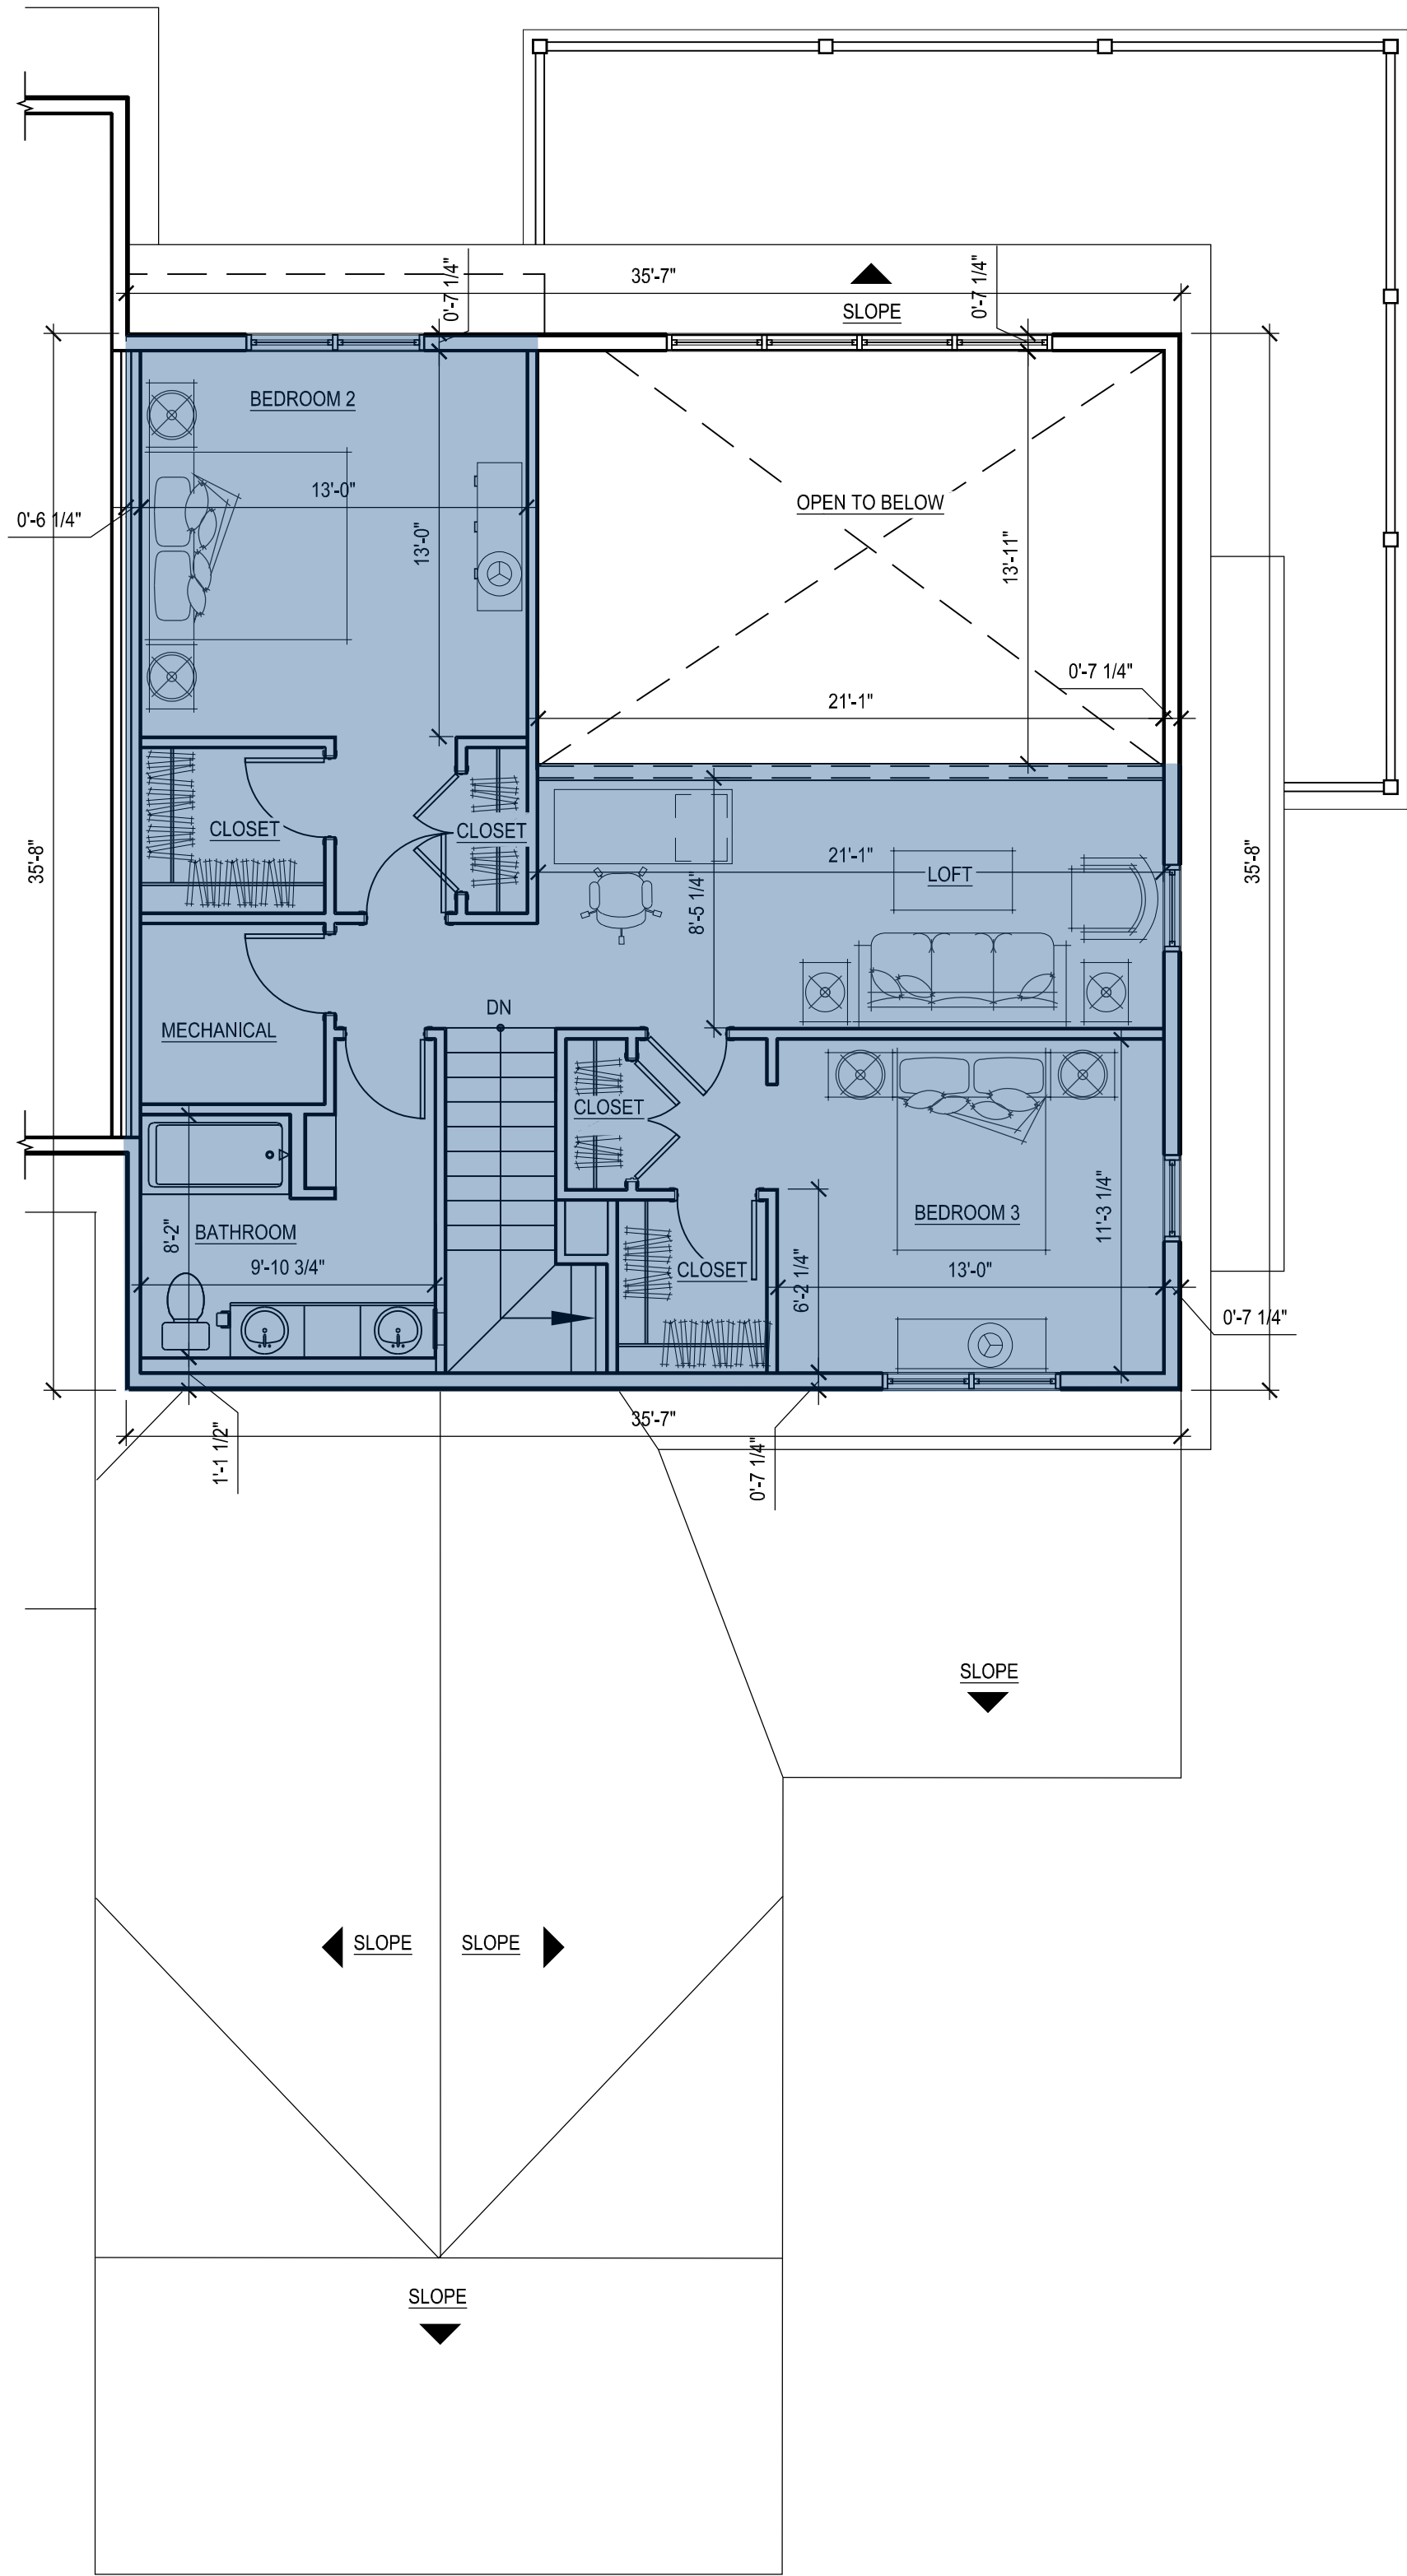 35'-7"
0'-7 1/4"
0'-7 1/4"
SLOPE
BEDROOM 2
13'-0"
0'-6 1/4"
13'-0"
OPEN TO BELOW
13'-11"
0'-7 1/4"
21'-1"
35'-8"
35'-8"
CLOSET
CLOSET
21'-1"
LOFT
8'-5 1/4"
DN
MECHANICAL
CLOSET
BATHROOM
8'-2"
9'-10 3/4"
BEDROOM 3
11'-3 1/4"
CLOSET
6'-2 1/4"
13'-0"
0'-7 1/4"
35'-7"
1'-1 1/2"
0'-7 1/4"
SLOPE
SLOPE
SLOPE
SLOPE